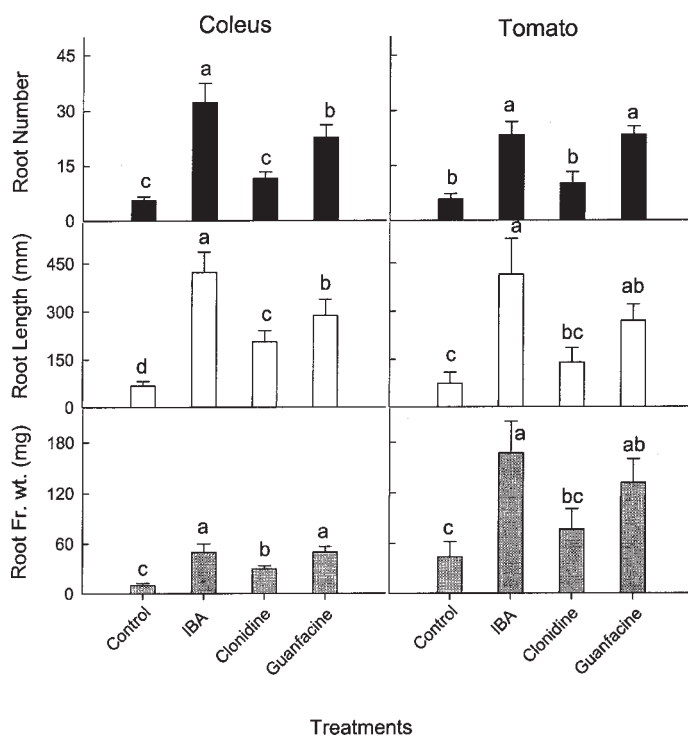 Coleus Tomato
Root Number
45
30
15
0
c a c b
b a b a
Root Length (mm)
450
300
150
0
d a c b
c a bc ab
Root Fr. wt. (mg)
180
120
60
0
c a b a
c a bc ab
Control IBA Clonidine Guanfacine Control IBA Clonidine Guanfacine
Treatments